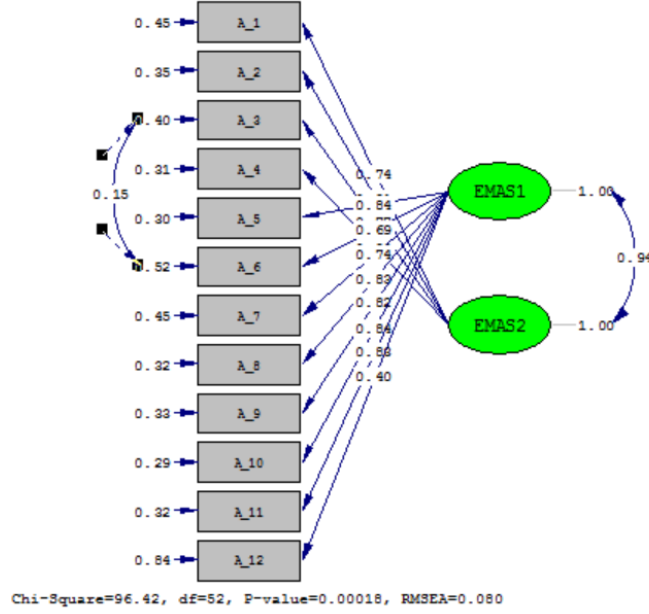 0.45 A_1
0.35 A_2
0.40 A_3
0.31 A_4
0.15
0.30 A_5
0.52 A_6
0.45 A_7
0.32 A_8
0.33 A_9
0.29 A_10
0.32 A_11
0.84 A_12
0.74
0.84
0.69
0.74
0.83
0.82
0.84
0.83
0.40
EMAS1 1.00
0.94
EMAS2 1.00
Chi-Square=96.42, df=52, P-value=0.00018, RMSEA=0.080